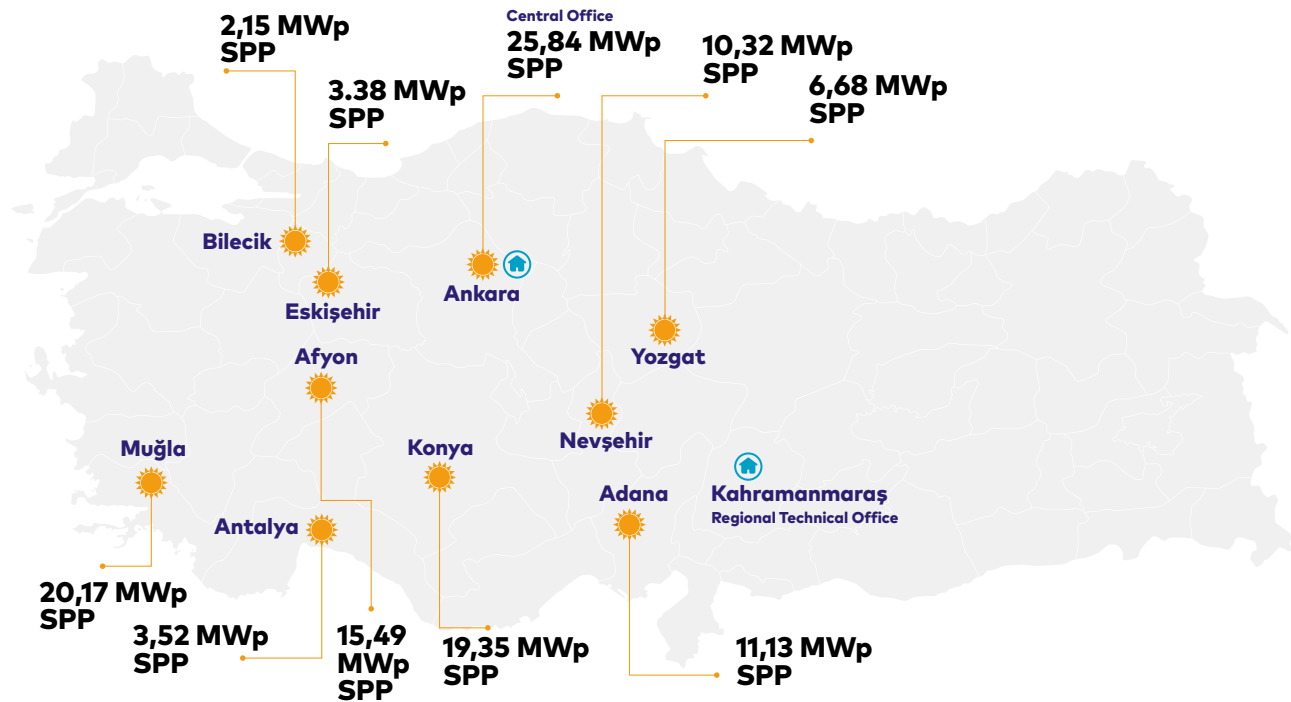 2,15 MWp
SPP
3.38 MWp
SPP
Central Office
25,84 MWp
SPP
10,32 MWp
SPP
6,68 MWp
SPP
Bilecik
Eskişehir
Ankara
Afyon
Yozgat
Muğla
Konya
Nevşehir
Antalya
Adana
Kahramanmaraş
Regional Technical Office
20,17 MWp
SPP
3,52 MWp
SPP
15,49
MWp
SPP
19,35 MWp
SPP
11,13 MWp
SPP